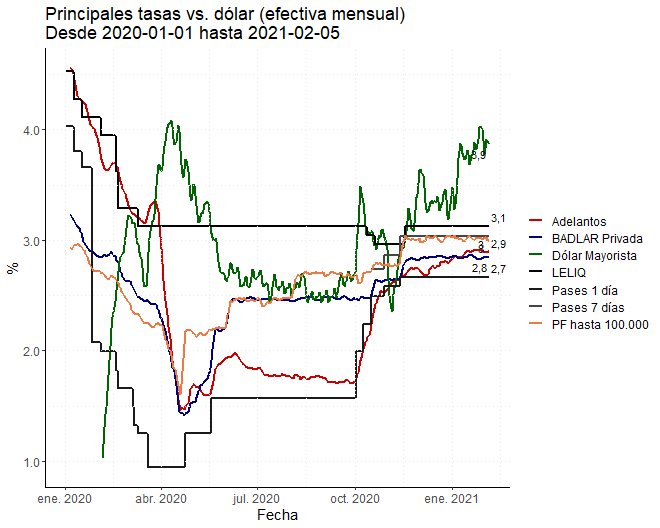 Principales tasas vs. dólar (efectiva mensual)
Desde 2020-01-01 hasta 2021-02-05
%
4.0
3.0
2.0
1.0
3,9
3,1
3
2,9
2,8
2,7
ene. 2020
abr. 2020
jul. 2020
oct. 2020
ene. 2021
Fecha
Adelantos
BADLAR Privada
Dólar Mayorista
LELIQ
Pases 1 día
Pases 7 días
PF hasta 100.000